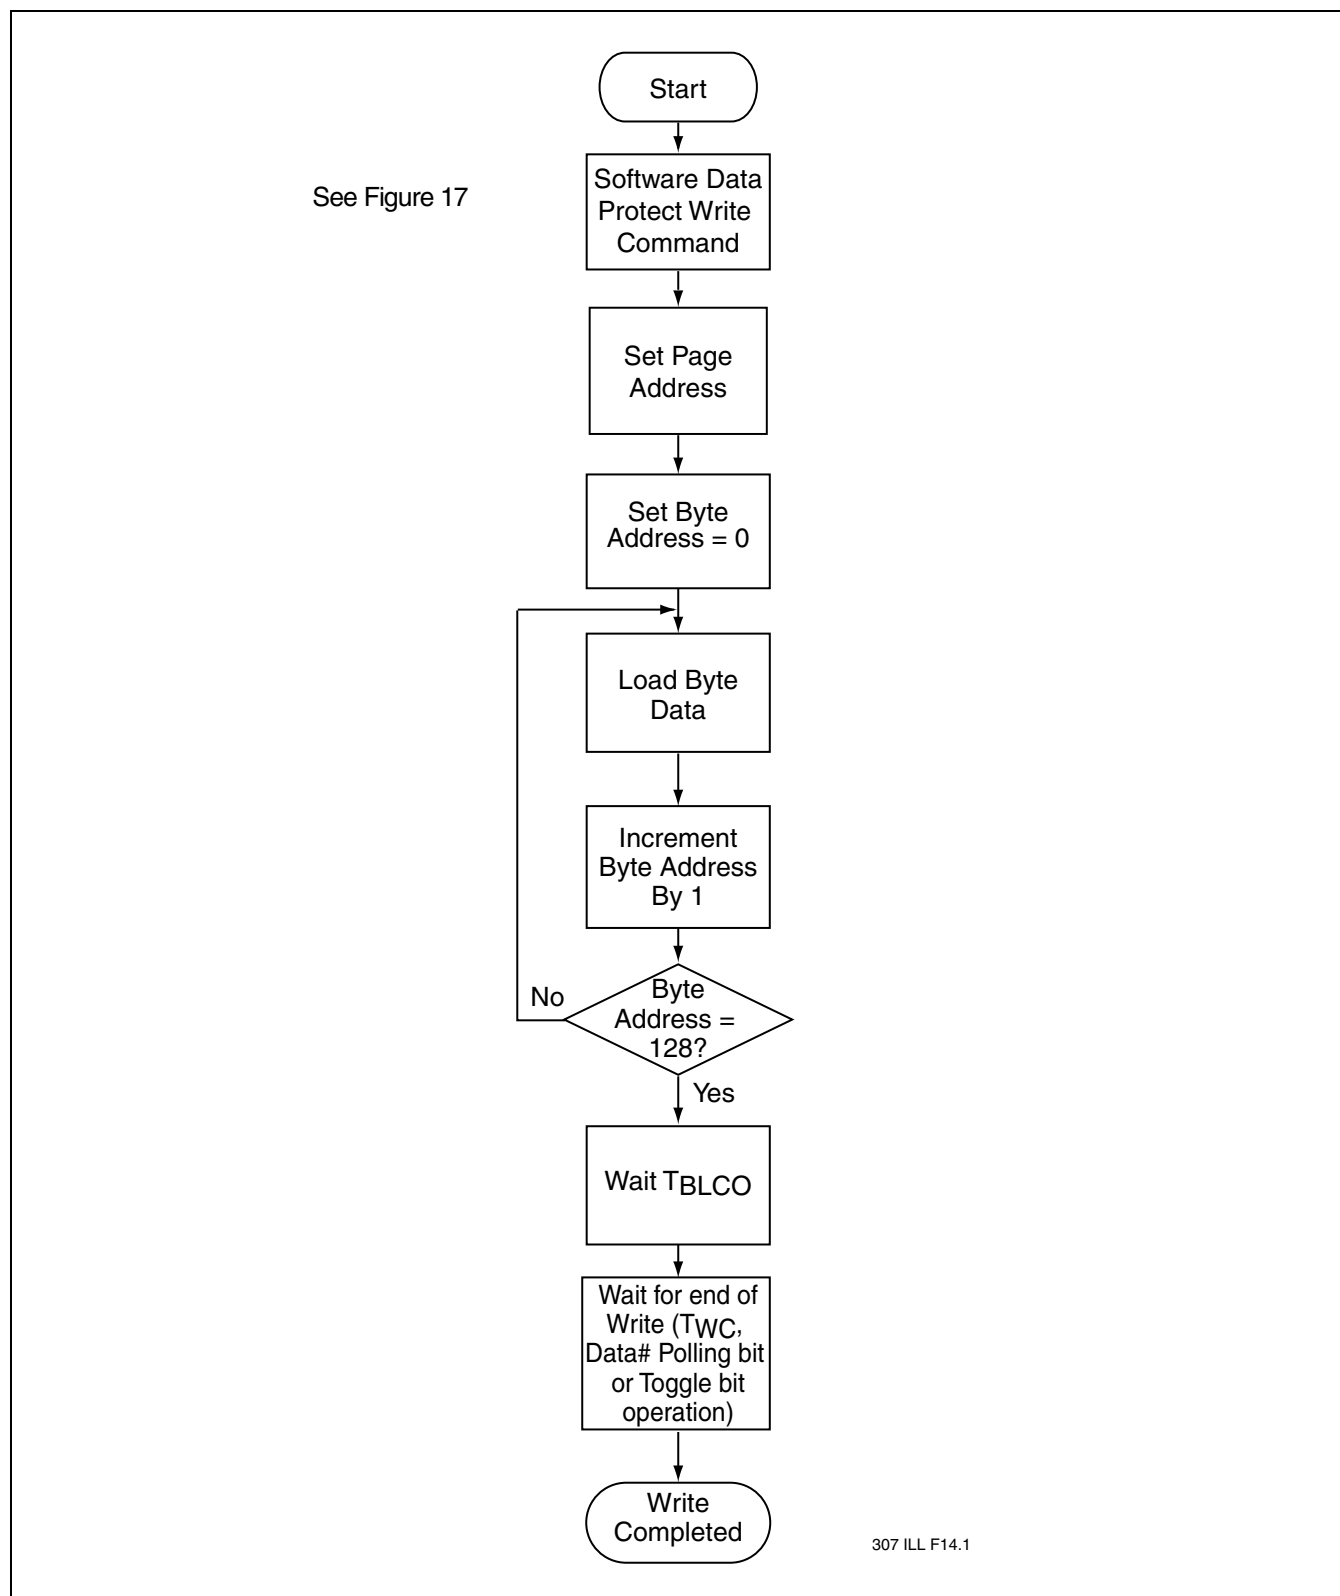 Start
See Figure 17
Software Data
Protect Write
Command
Set Page
Address
Set Byte
Address = 0
Load Byte
Data
Increment
Byte Address
By 1
Byte
Address =
128?
No
Yes
Wait TBLCO
Wait for end of
Write (TWC,
Data# Polling bit
or Toggle bit
operation)
Write
Completed
307 ILL F14.1